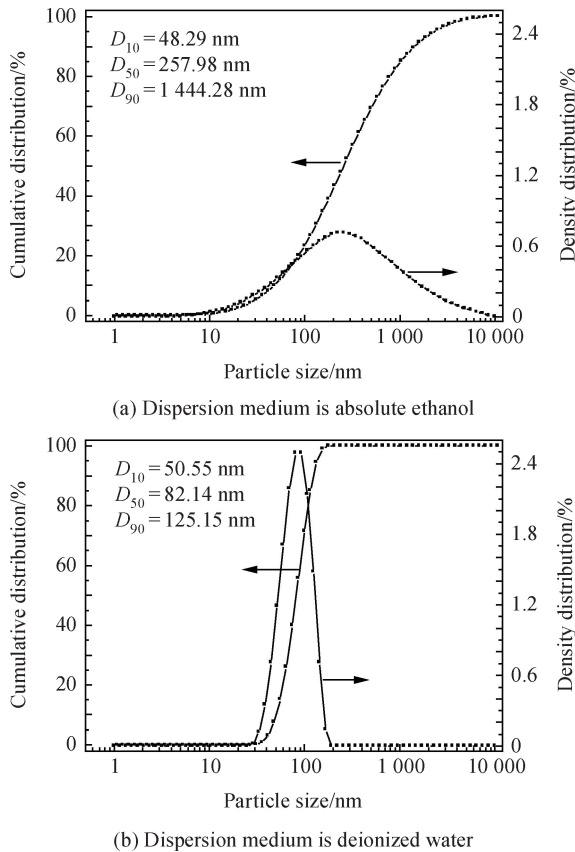 100
80
60
40
20
0
Cumulative distribution/%
D10=48.29 nm
D50=257.98 nm
D90=1 444.28 nm
2.4
1.8
1.2
0.6
0
Density distribution/%
1 10 100 1 000 10 000
Particle size/nm
(a) Dispersion medium is absolute ethanol
100
80
60
40
20
0
Cumulative distribution/%
D10=50.55 nm
D50=82.14 nm
D90=125.15 nm
2.4
1.8
1.2
0.6
0
Density distribution/%
1 10 100 1 000 10 000
Particle size/nm
(b) Dispersion medium is deionized water